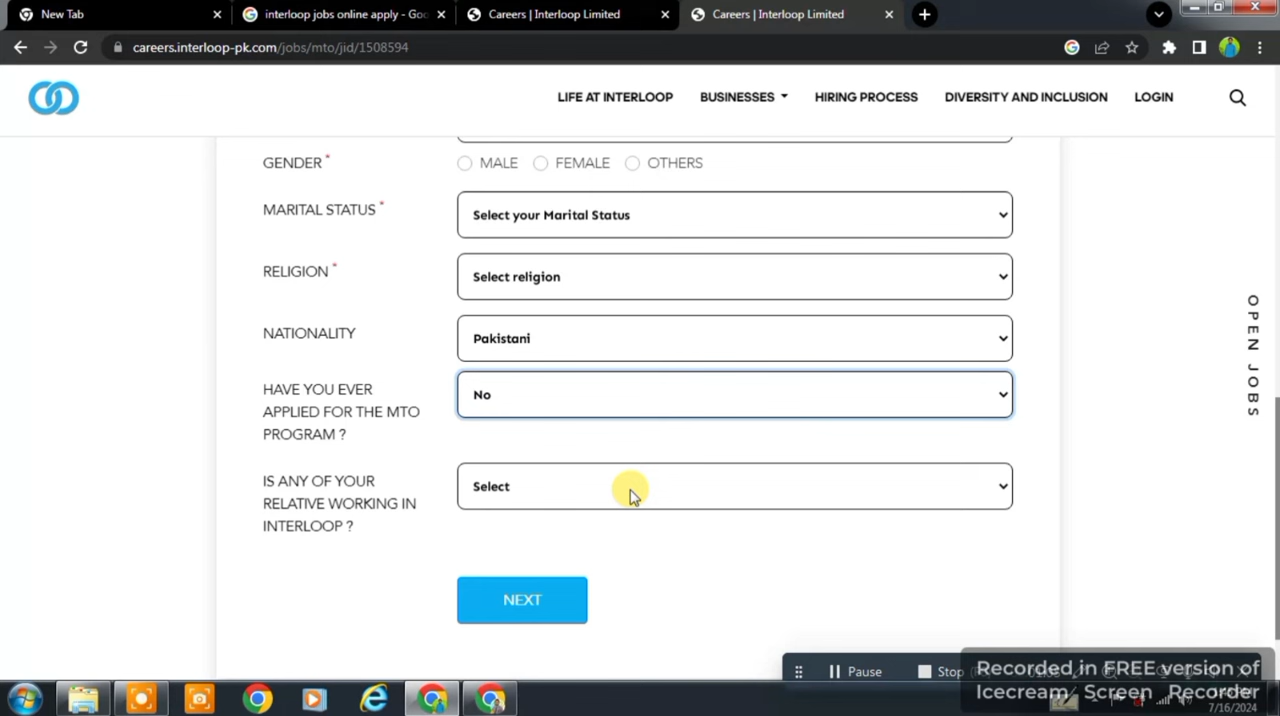 New Tab
interloop jobs online apply - Goo
Careers | Interloop Limited
Careers | Interloop Limited
careers.interloop-pk.com/jobs/mto/jid/1508594
LIFE AT INTERLOOP
BUSINESSES
HIRING PROCESS
DIVERSITY AND INCLUSION
LOGIN
GENDER *
MALE
FEMALE
OTHERS
MARITAL STATUS *
Select your Marital Status
RELIGION *
Select religion
NATIONALITY
Pakistani
HAVE YOU EVER
APPLIED FOR THE MTO
PROGRAM ?
No
IS ANY OF YOUR
RELATIVE WORKING IN
INTERLOOP ?
Select
NEXT
OPEN JOBS
Pause
Stop
Recorded in FREE version of
Icecream Screen Recorder
7/16/2024